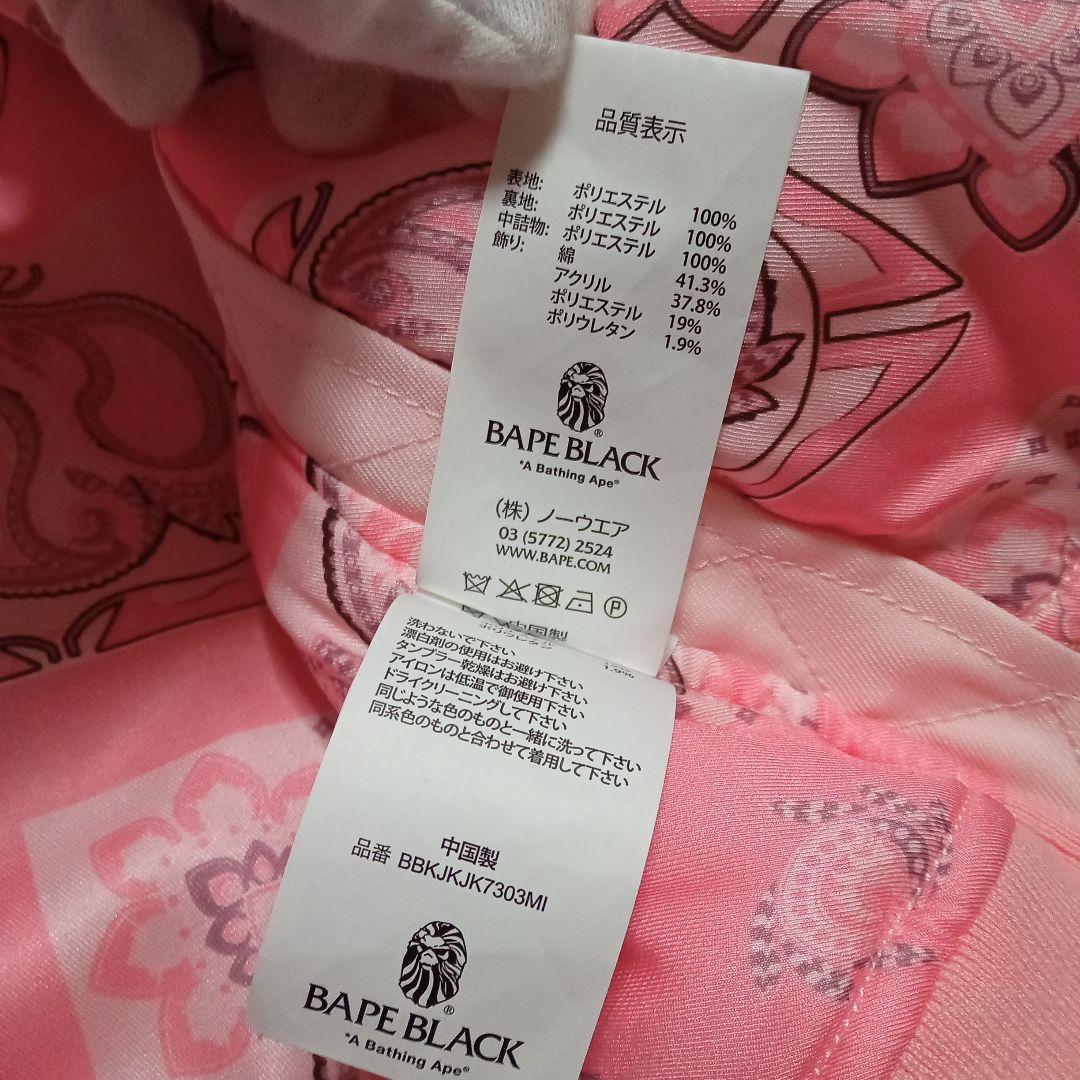 品質表示
表地: ポリエステル 100%
裏地: ポリエステル 100%
中詰物: ポリエステル 100%
飾り: 綿 41.3%
アクリル 37.8%
ポリエステル 19%
ポリウレタン 1.9%
BAPE BLACK®
*A Bathing Ape®
(株) ノーウエア
03 (5772) 2524
WWW.BAPE.COM
P
中国製
ポリウレタン
1.9%
洗わないで下さい
漂白剤の使用はお避け下さい
タンブラー乾燥はお避け下さい
アイロンは低温で御使用下さい
ドライクリーニングして下さい
同じような色のものと一緒に洗って下さい
同系色のものと合わせて着用して下さい
中国製
品番 BBKJKJK7303MI
BAPE BLACK®
*A Bathing Ape®